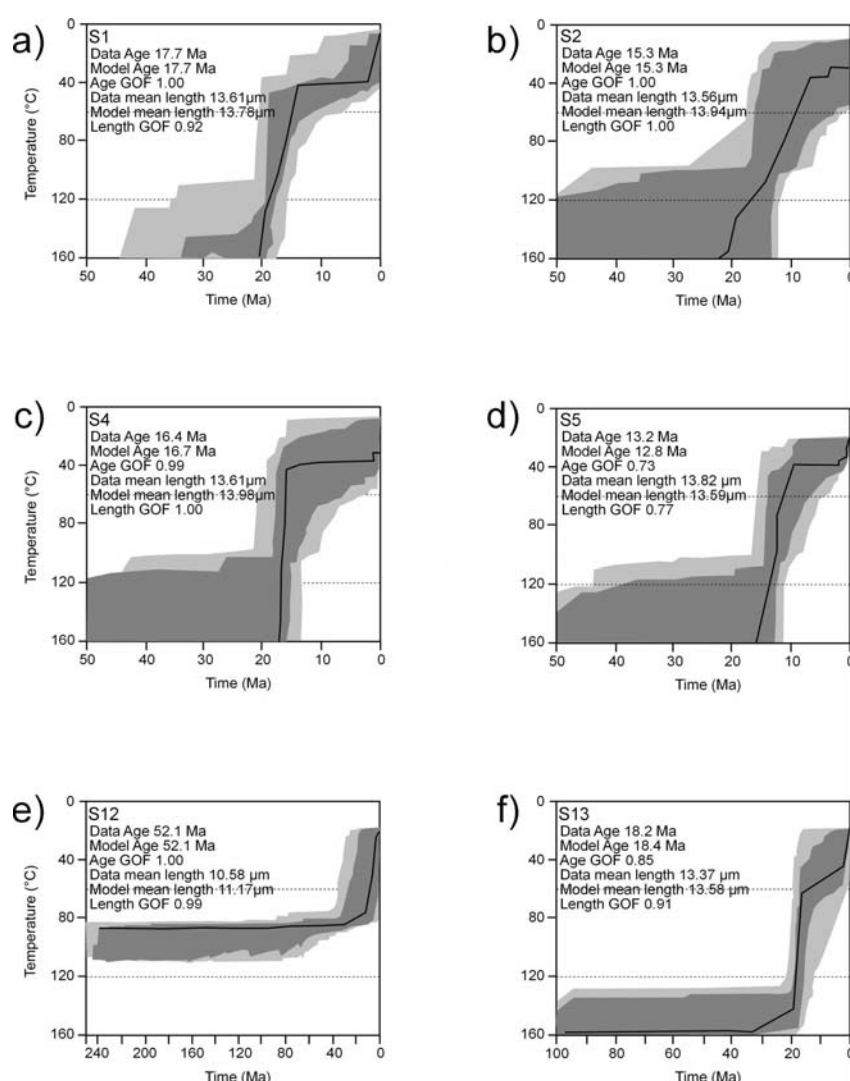 a)
S1
Data Age 17.7 Ma
Model Age 17.7 Ma
Age GOF 1.00
Data mean length 13.61µm
Model mean length 13.78µm
Length GOF 0.92
0
40
80
120
160
Temperature (°C)
50 40 30 20 10 0
Time (Ma)
b)
S2
Data Age 15.3 Ma
Model Age 15.3 Ma
Age GOF 1.00
Data mean length 13.56µm
Model mean length 13.94µm
Length GOF 1.00
0
40
80
120
160
50 40 30 20 10 0
Time (Ma)
c)
S4
Data Age 16.4 Ma
Model Age 16.7 Ma
Age GOF 0.99
Data mean length 13.61µm
Model mean length 13.98µm
Length GOF 1.00
0
40
80
120
160
Temperature (°C)
50 40 30 20 10 0
Time (Ma)
d)
S5
Data Age 13.2 Ma
Model Age 12.8 Ma
Age GOF 0.73
Data mean length 13.82 µm
Model mean length 13.59µm
Length GOF 0.77
0
40
80
120
160
50 40 30 20 10 0
Time (Ma)
e)
S12
Data Age 52.1 Ma
Model Age 52.1 Ma
Age GOF 1.00
Data mean length 10.58 µm
Model mean length 11.17µm
Length GOF 0.99
0
40
80
120
160
Temperature (°C)
240 200 160 120 80 40 0
Time (Ma)
f)
S13
Data Age 18.2 Ma
Model Age 18.4 Ma
Age GOF 0.85
Data mean length 13.37 µm
Model mean length 13.58 µm
Length GOF 0.91
0
40
80
120
160
100 80 60 40 20 0
Time (Ma)